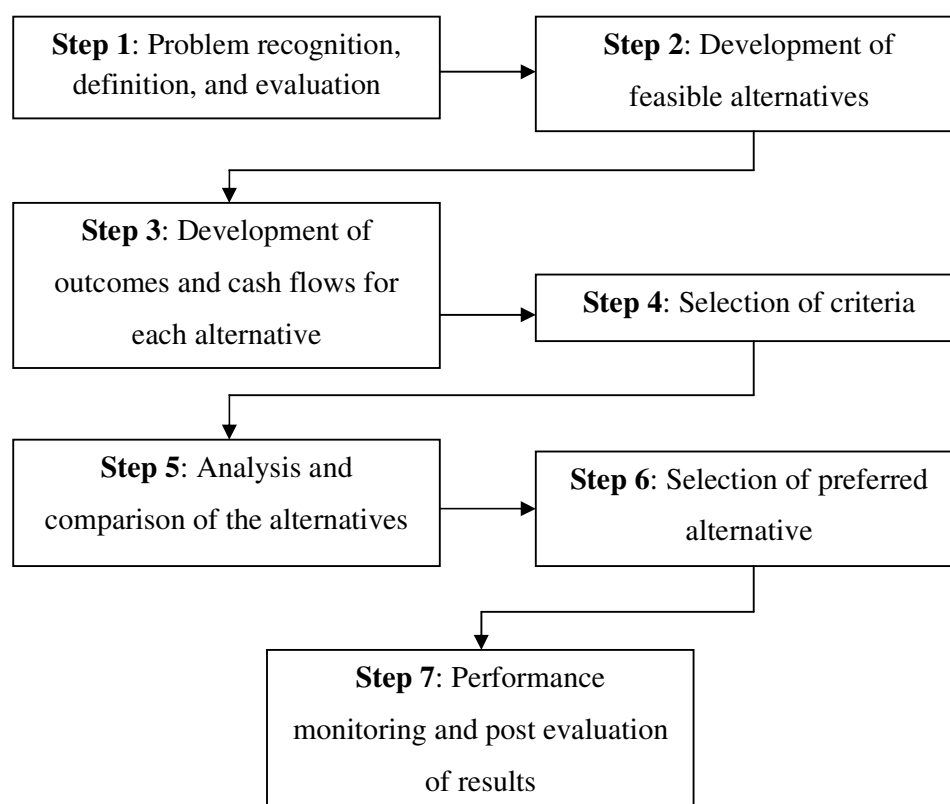 Step 1: Problem recognition,
definition, and evaluation
Step 2: Development of
feasible alternatives
Step 3: Development of
outcomes and cash flows for
each alternative
Step 4: Selection of criteria
Step 5: Analysis and
comparison of the alternatives
Step 6: Selection of preferred
alternative
Step 7: Performance
monitoring and post evaluation
of results